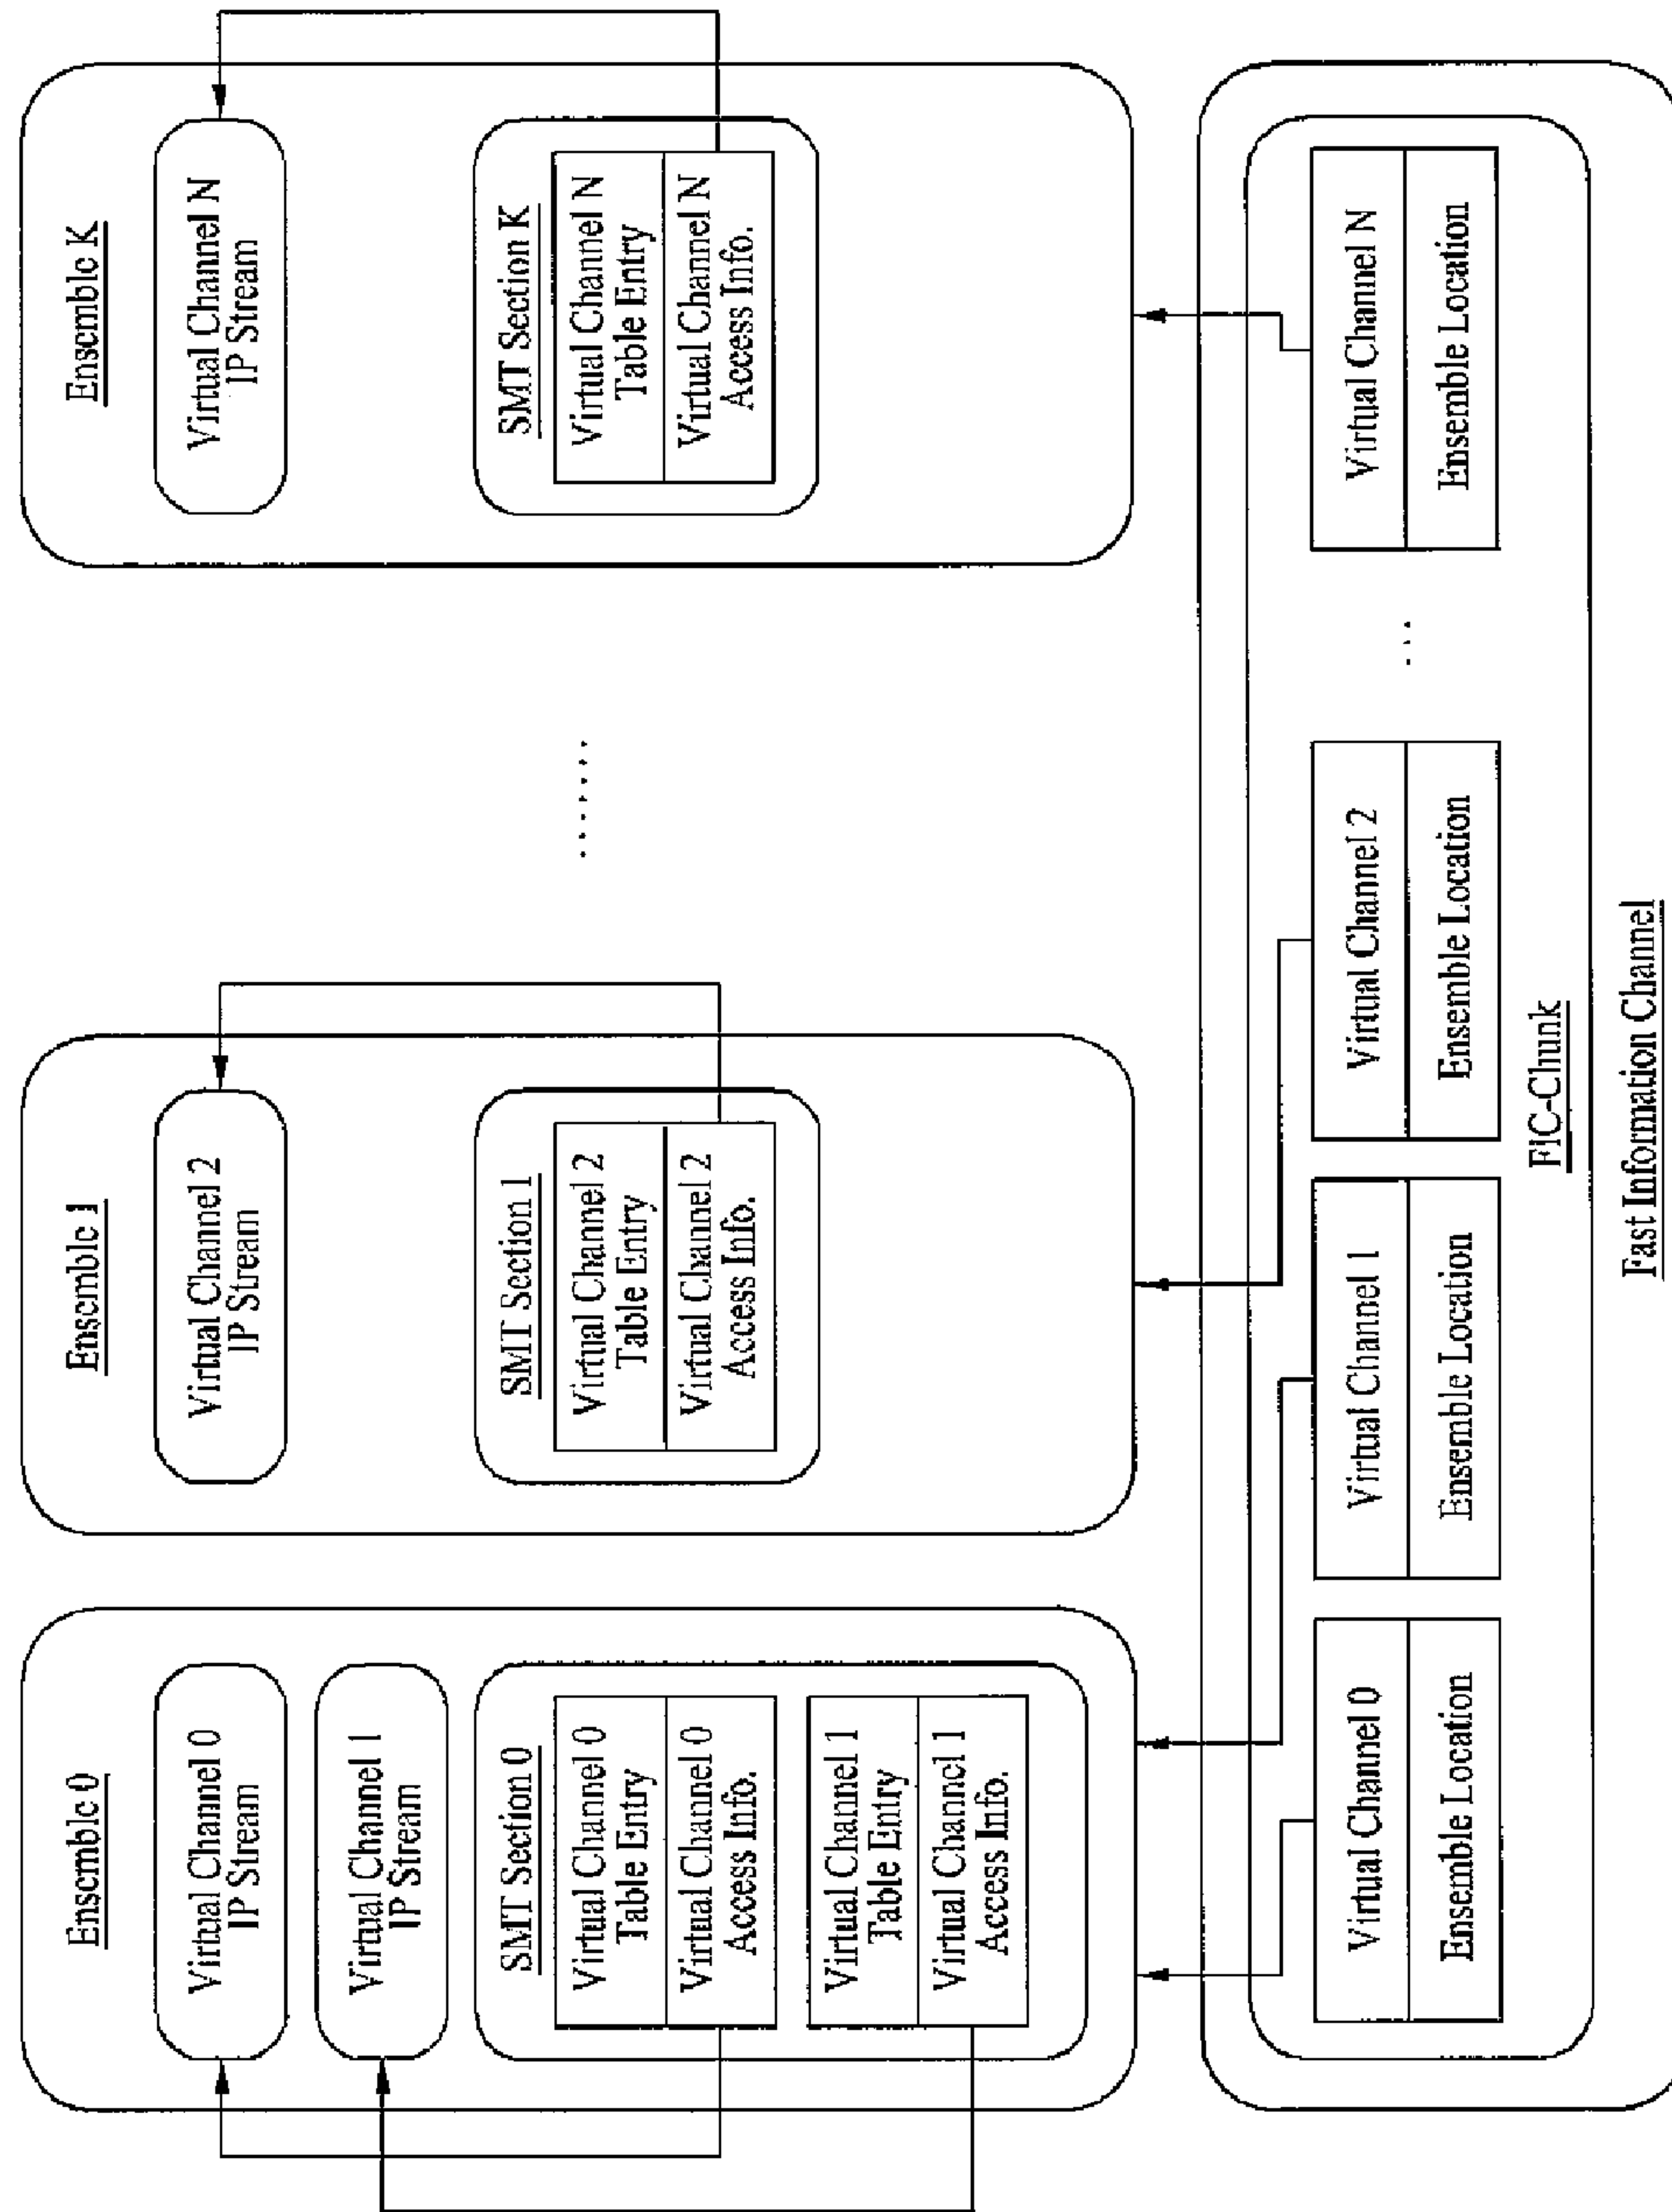 Ensemble 0
Virtual Channel 0
IP Stream
Virtual Channel 1
IP Stream
SMT Section 0
Virtual Channel 0
Table Entry
Virtual Channel 0
Access Info.
Virtual Channel 1
Table Entry
Virtual Channel 1
Access Info.
Ensemble 1
Virtual Channel 2
IP Stream
SMT Section 1
Virtual Channel 2
Table Entry
Virtual Channel 2
Access Info.
........
Ensemble K
Virtual Channel N
IP Stream
SMT Section K
Virtual Channel N
Table Entry
Virtual Channel N
Access Info.
Virtual Channel 0
Ensemble Location
Virtual Channel 1
Ensemble Location
Virtual Channel 2
Ensemble Location
...
Virtual Channel N
Ensemble Location
FIC-Chunk
Fast Information Channel